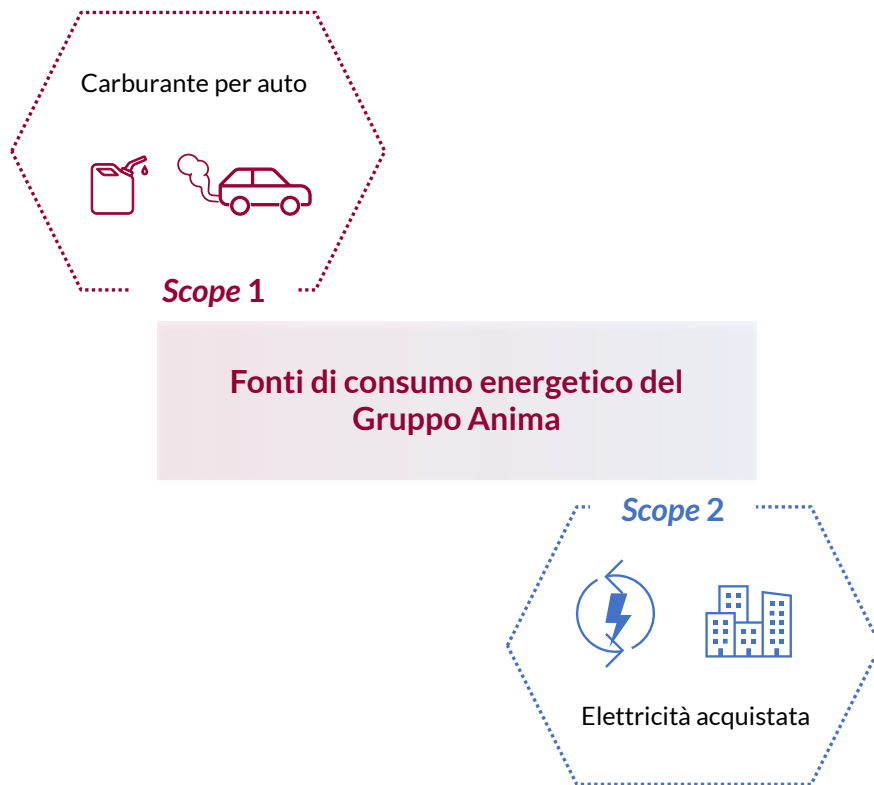 Carburante per auto
Scope 1
Fonti di consumo energetico del
Gruppo Anima
Scope 2
Elettricità acquistata